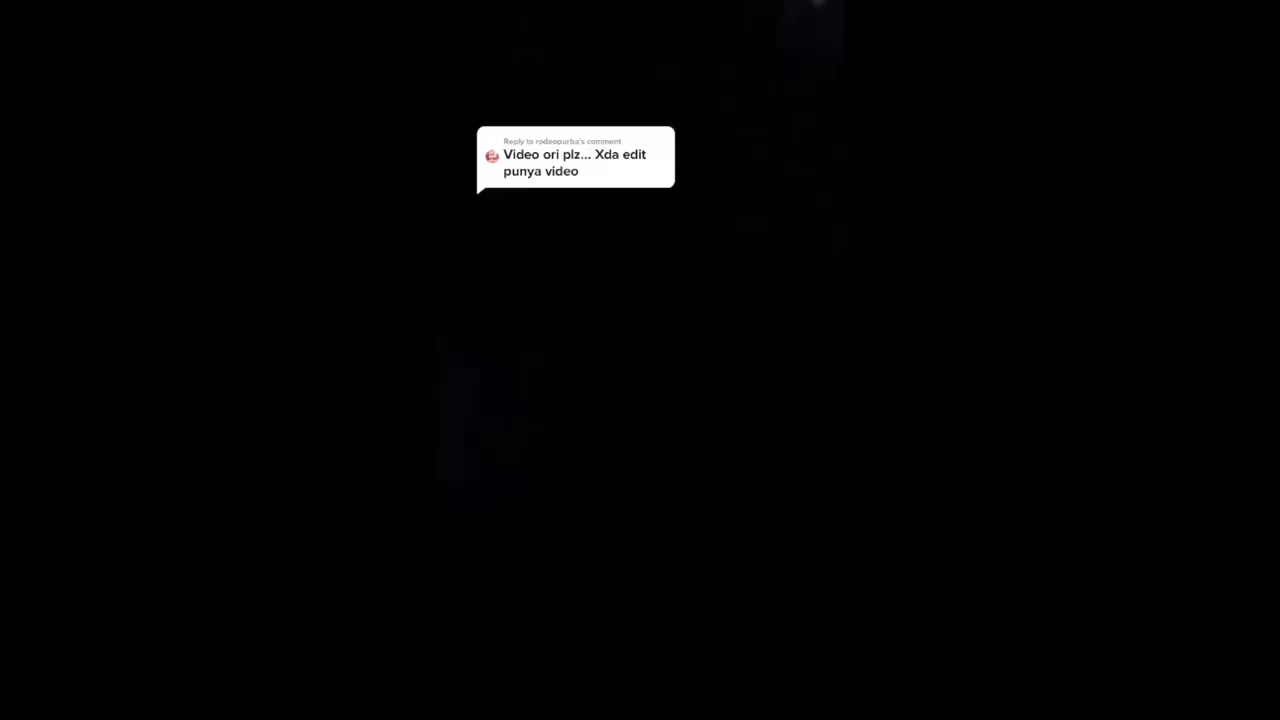 Reply to rodeopurba's comment
Video ori plz... Xda edit
punya video